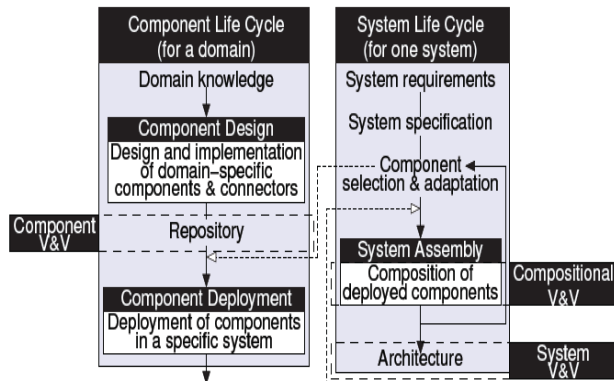 Component Life Cycle
(for a domain)
Domain knowledge
Component Design
Design and implementation
of domain-specific
components & connectors
Component
V&V
Repository
Component Deployment
Deployment of components
in a specific system
System Life Cycle
(for one system)
System requirements
System specification
Component
selection & adaptation
System Assembly
Composition of
deployed components
Compositional
V&V
Architecture
System
V&V